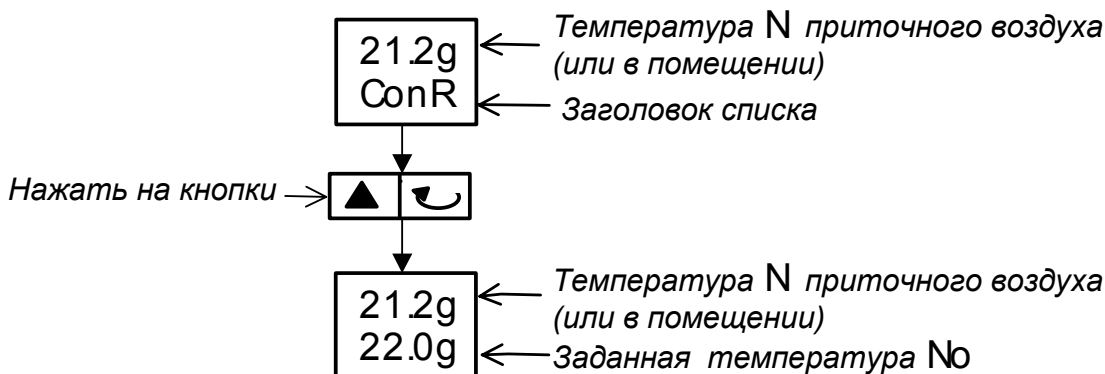 21.2g
ConR
Температура N приточного воздуха
(или в помещении)
Заголовок списка
Нажать на кнопки
21.2g
22.0g
Температура N приточного воздуха
(или в помещении)
Заданная температура No